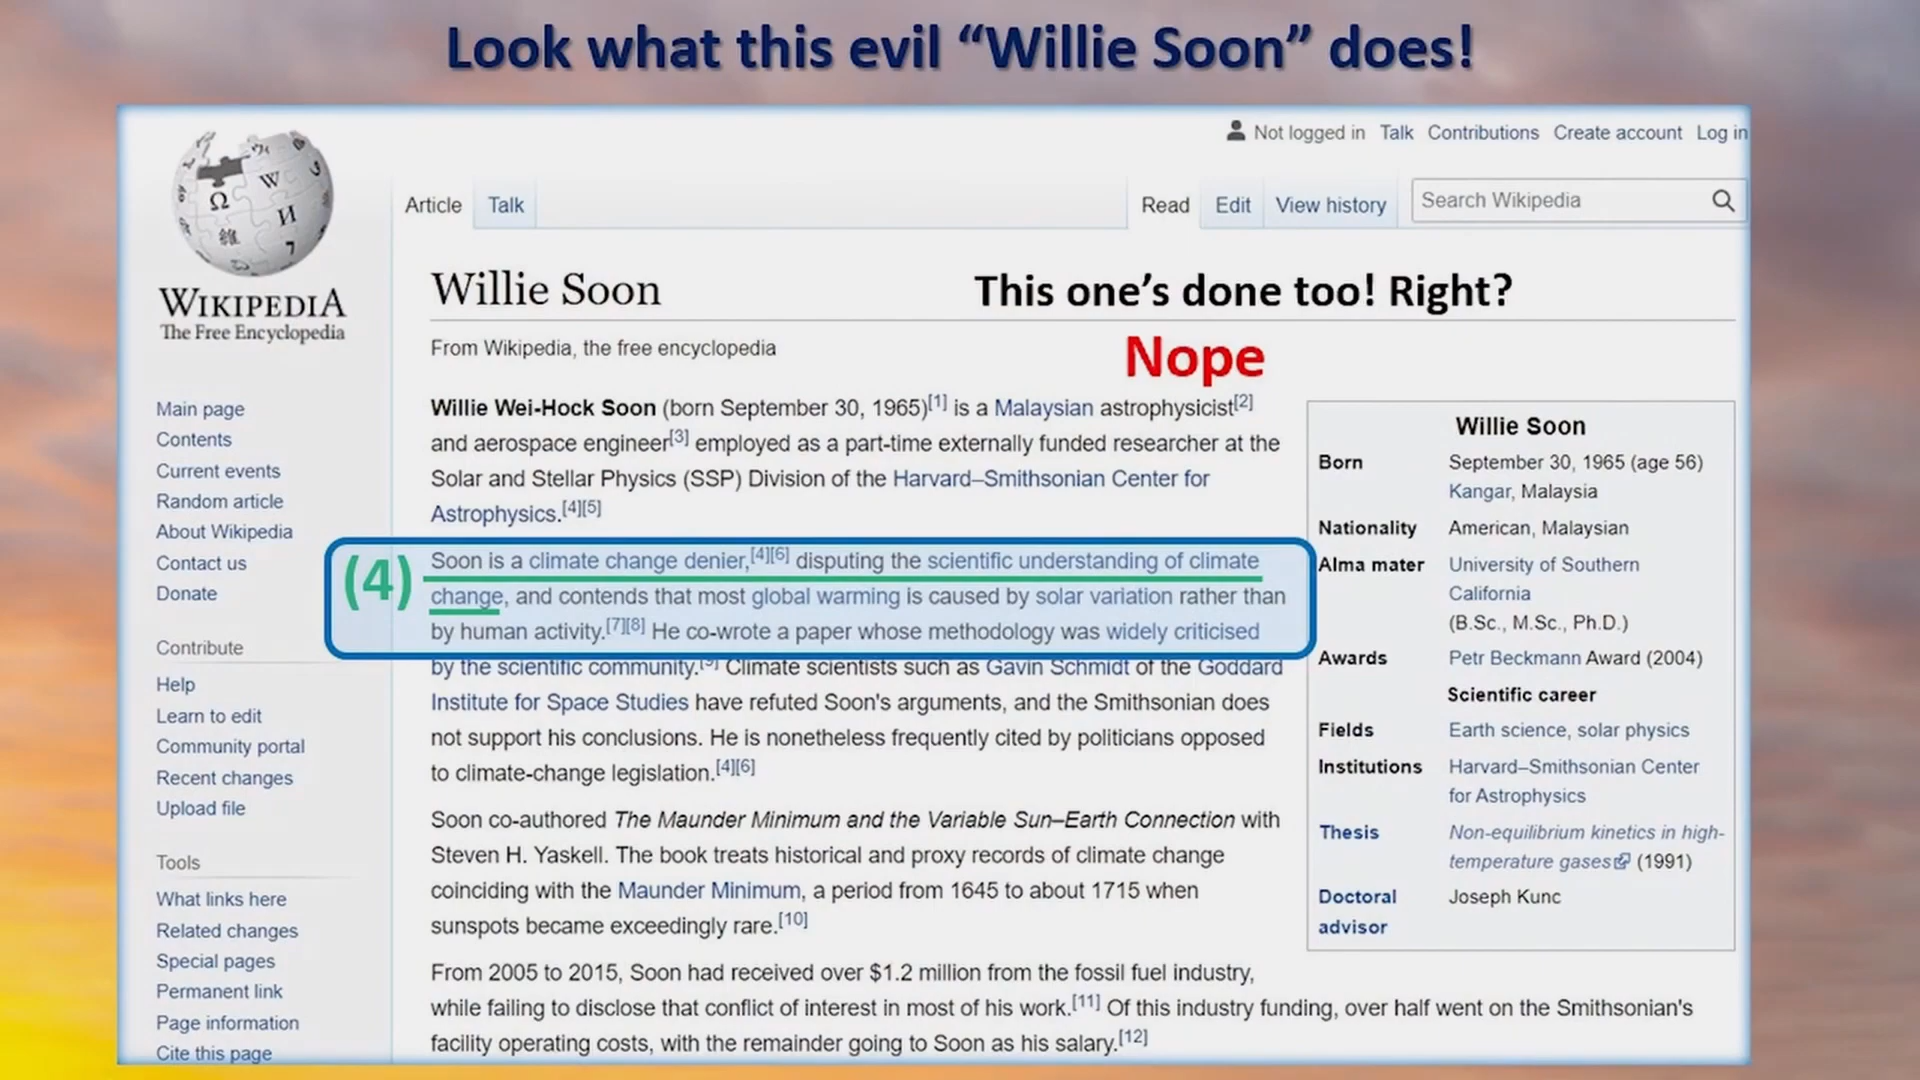 Look what this evil “Willie Soon” does!
Not logged in Talk Contributions Create account Log in
Article Talk Read Edit View history Search Wikipedia
WIKIPEDIA
The Free Encyclopedia
Main page
Contents
Current events
Random article
About Wikipedia
Contact us
Donate
Contribute
Help
Learn to edit
Community portal
Recent changes
Upload file
Tools
What links here
Related changes
Special pages
Permanent link
Page information
Cite this page
Willie Soon
This one’s done too! Right?
Nope
From Wikipedia, the free encyclopedia
Willie Wei-Hock Soon (born September 30, 1965)[1] is a Malaysian astrophysicist[2]
and aerospace engineer[3] employed as a part-time externally funded researcher at the
Solar and Stellar Physics (SSP) Division of the Harvard–Smithsonian Center for
Astrophysics.[4][5]
(4)
Soon is a climate change denier,[4][6] disputing the scientific understanding of climate
change, and contends that most global warming is caused by solar variation rather than
by human activity.[7][8] He co-wrote a paper whose methodology was widely criticised
by the scientific community.[9] Climate scientists such as Gavin Schmidt of the Goddard
Institute for Space Studies have refuted Soon's arguments, and the Smithsonian does
not support his conclusions. He is nonetheless frequently cited by politicians opposed
to climate-change legislation.[4][6]
Soon co-authored The Maunder Minimum and the Variable Sun–Earth Connection with
Steven H. Yaskell. The book treats historical and proxy records of climate change
coinciding with the Maunder Minimum, a period from 1645 to about 1715 when
sunspots became exceedingly rare.[10]
From 2005 to 2015, Soon had received over $1.2 million from the fossil fuel industry,
while failing to disclose that conflict of interest in most of his work.[11] Of this industry funding, over half went on the Smithsonian's
facility operating costs, with the remainder going to Soon as his salary.[12]
Willie Soon
Born September 30, 1965 (age 56)
Kangar, Malaysia
Nationality American, Malaysian
Alma mater University of Southern
California
(B.Sc., M.Sc., Ph.D.)
Awards Petr Beckmann Award (2004)
Scientific career
Fields Earth science, solar physics
Institutions Harvard–Smithsonian Center
for Astrophysics
Thesis Non-equilibrium kinetics in high-
temperature gases (1991)
Doctoral Joseph Kunc
advisor